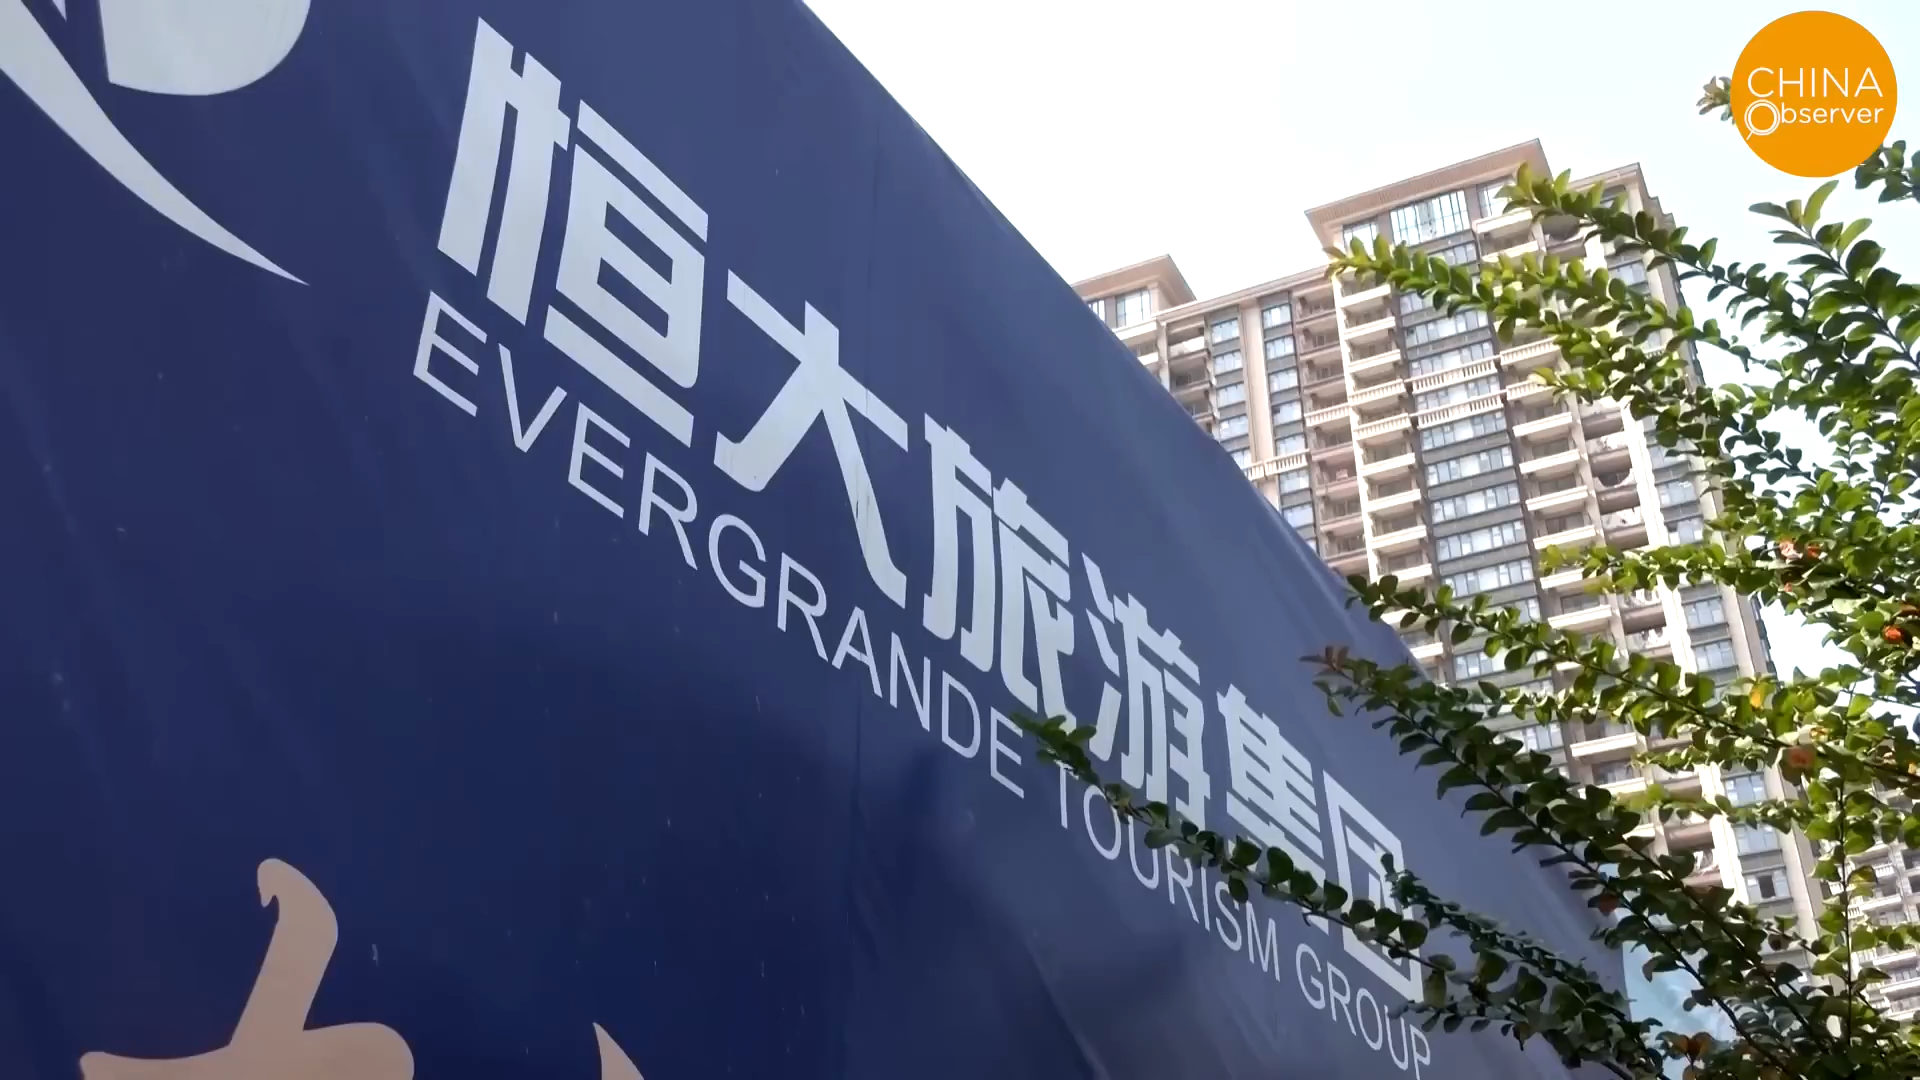 恒大旅游集团
EVERGRANDE TOURISM GROUP
CHINA
Observer